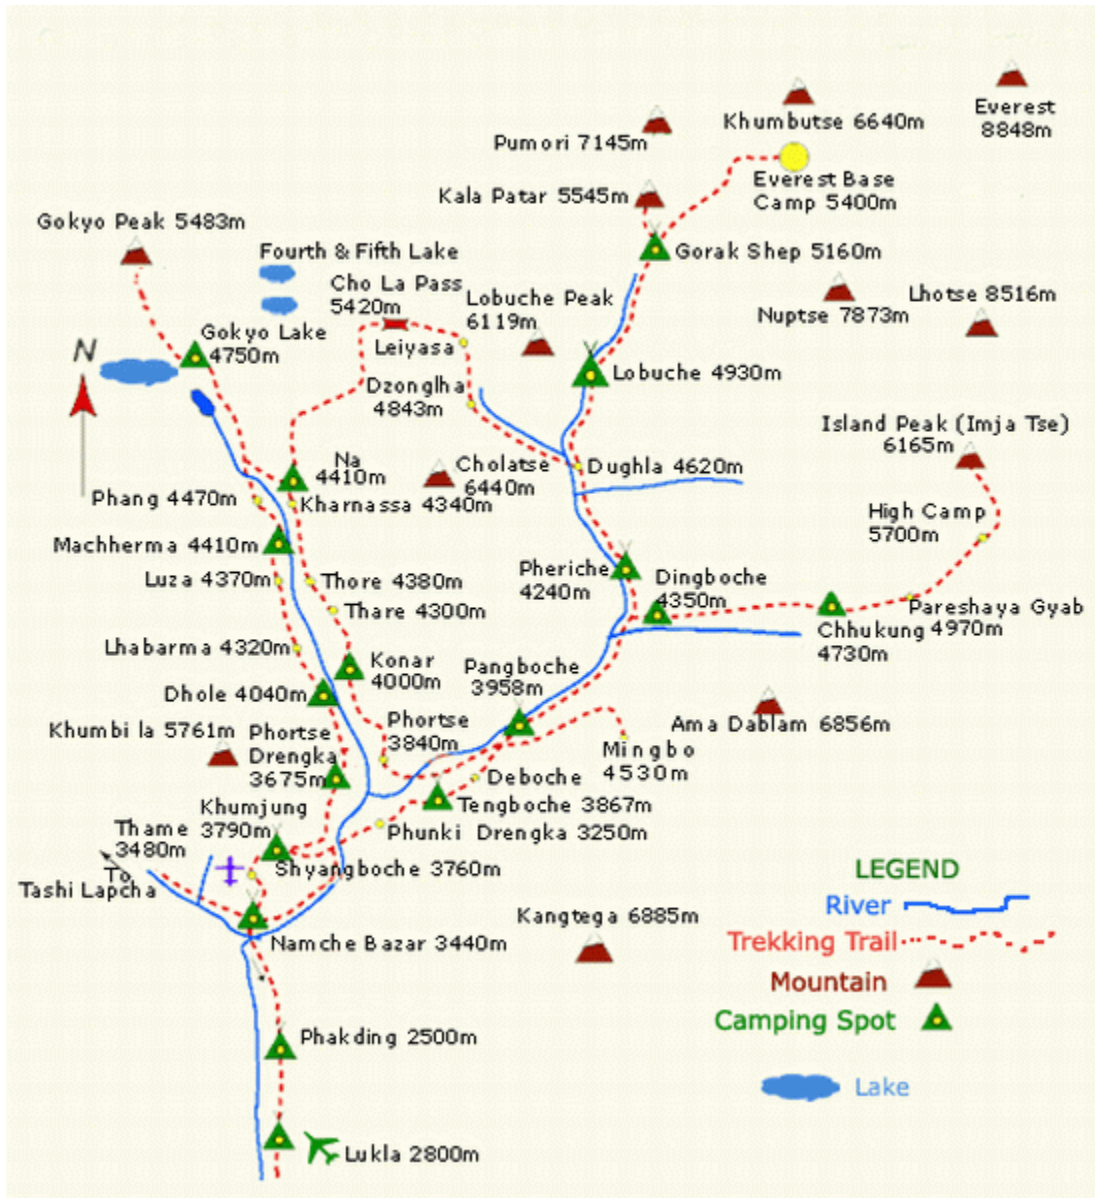 Everest
8848m
Khumbutse 6640m
Pumori 7145m
Everest Base
Camp 5400m
Kala Patar 5545m
Gokyo Peak 5483m
Fourth & Fifth Lake
Gorak Shep 5160m
Cho La Pass
5420m
Lobuche Peak
6119m
Lhotse 8516m
Nuptse 7873m
N
Gokyo Lake
4750m
Leiyasa
Dzonglha
4843m
Lobuche 4930m
Island Peak (Imja Tse)
6165m
Na
4410m
Cholatse
6440m
Dughla 4620m
Phang 4470m
Kharnassa 4340m
High Camp
5700m
Machherma 4410m
Luza 4370m
Thore 4380m
Pheriche
4240m
Dingboche
4350m
Thare 4300m
Pareshaya Gyab
4970m
Chhukung
4730m
Lhabarma 4320m
Konar
4000m
Pangboche
3958m
Dhole 4040m
Khumbi la 5761m
Phortse
Drengka
3675m
Phortse
3840m
Ama Dablam 6856m
Mingbo
4530m
Deboche
Tengboche 3867m
Khumjung
3790m
Thame
3480m
Phunki Drengka 3250m
To
Tashi Lapcha
Shyangboche 3760m
LEGEND
River
Kangtega 6885m
Namche Bazar 3440m
Trekking Trail
Mountain
Camping Spot
Phakding 2500m
Lake
Lukla 2800m